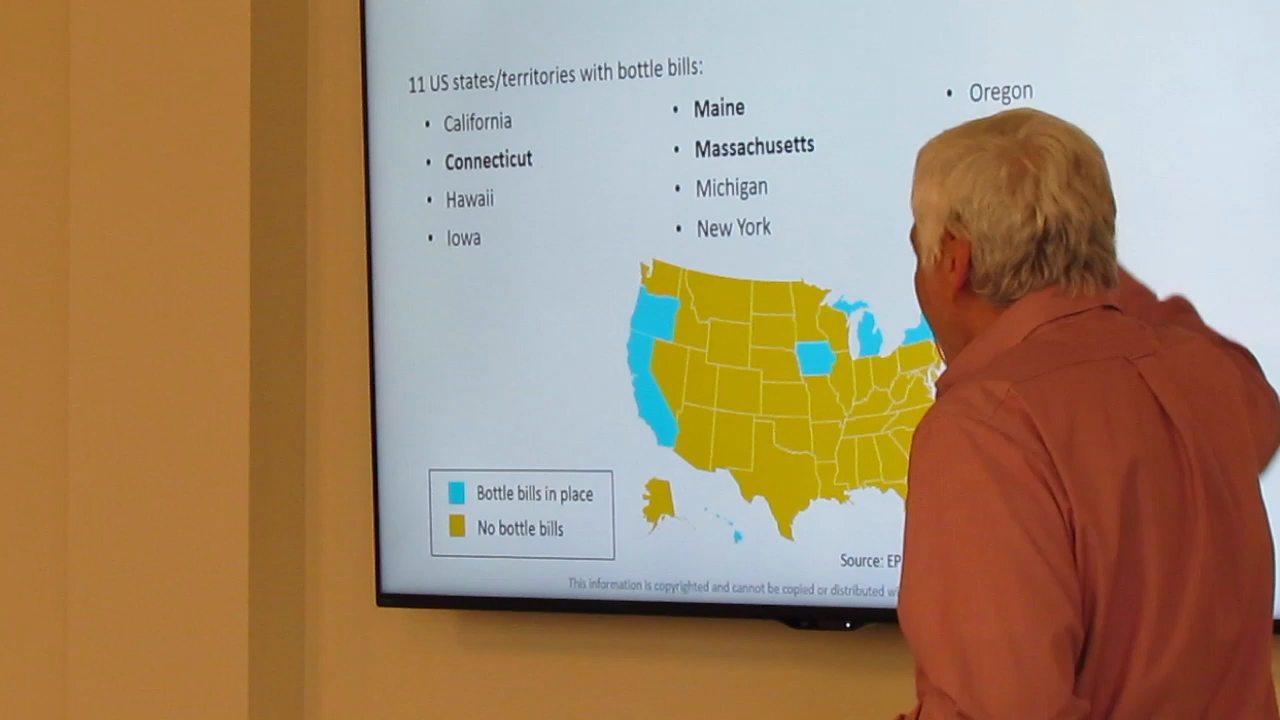 11 US states/territories with bottle bills:
• California
• Connecticut
• Hawaii
• Iowa
• Maine
• Massachusetts
• Michigan
• New York
• Oregon
Bottle bills in place
No bottle bills
Source:
This information is copyrighted and cannot be copied or distributed